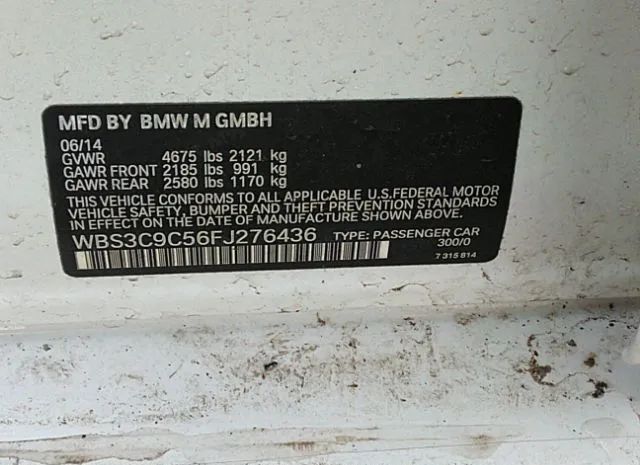 MFD BY BMW M GMBH
06/14
GVWR 4675 lbs 2121 kg
GAWR FRONT 2185 lbs 991 kg
GAWR REAR 2580 lbs 1170 kg
THIS VEHICLE CONFORMS TO ALL APPLICABLE U.S.FEDERAL MOTOR
VEHICLE SAFETY, BUMPER AND THEFT PREVENTION STANDARDS
IN EFFECT ON THE DATE OF MANUFACTURE SHOWN ABOVE.
WBS3C9C56FJ276436 TYPE: PASSENGER CAR
300/0
7 315 814